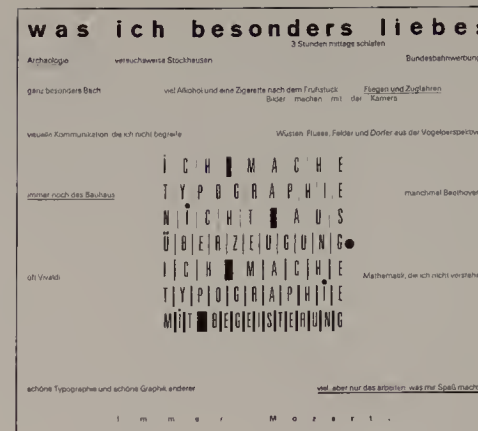 was ich besonders liebe:
3 Stunden mittags schlafen
Archäologie versuchsweise Stockhausen Bundesbahnwerbung
ganz besonders Bach viel Alkohol und eine Zigarette nach dem Frühstück Fliegen und Zugfahren
Bilder machen mit der Kamera
visuelle Kommunikation, die ich nicht begreife Wüsten, Flüsse, Felder und Dörfer aus der Vogelperspektive
ICH MACHE
TYPOGRAPHIE
immer noch das Bauhaus manchmal Beethoven
NICHT AUS
ÜBERZEUGUNG.
ICH MACHE
oft Vivaldi Mathematik, die ich nicht verstehe
TYPOGRAPHIE
MIT BEGEISTERUNG
schöne Typographie und schöne Graphik anderer viel, aber nur das arbeiten, was mir Spaß macht
Immer Mozart.